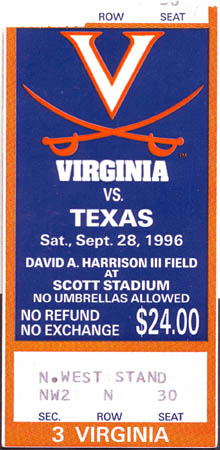 ROW SEAT
V
VIRGINIA
VS.
TEXAS
Sat., Sept. 28, 1996
DAVID A. HARRISON III FIELD
AT
SCOTT STADIUM
NO UMBRELLAS ALLOWED
NO REFUND
NO EXCHANGE $24.00
N.WEST STAND
NW2 N 30
SEC. ROW SEAT
3 VIRGINIA